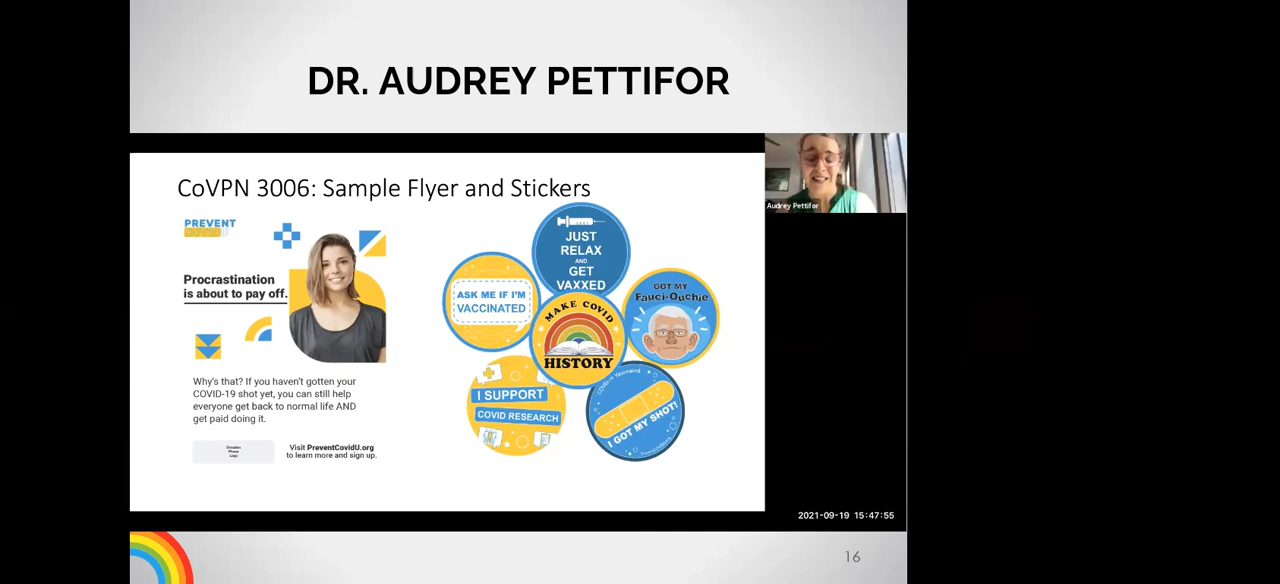 DR. AUDREY PETTIFOR
CoVPN 3006: Sample Flyer and Stickers
PREVENT
Procrastination
is about to pay off.
Why's that? If you haven't gotten your
COVID-19 shot yet, you can still help
everyone get back to normal life AND
get paid doing it.
Visit PreventCovidU.org
to learn more and sign up.
JUST
RELAX
AND
GET
VAXXED
ASK ME IF I'M
VACCINATED
GOT MY
Fauci-Ouchie
MAKE COVID
HISTORY
I SUPPORT
COVID RESEARCH
I GOT MY SHOT!
Audrey Pettifor
2021-09-19 15:47:55
16